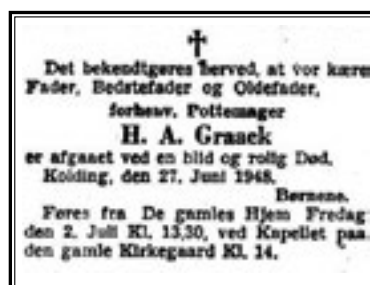 Det bekendtgøres herved, at vor kære
Fader, Bedstefader og Oldefader,
forhenv. Pottemager
H. A. Graack
er afgaaet ved en blid og rolig Død.
Kolding, den 27. Juni 1948.
Børnene.
Føres fra De gamles Hjem Fredag
den 2. Juli Kl. 13,30, ved Kapellet paa
den gamle Kirkegaard Kl. 14.